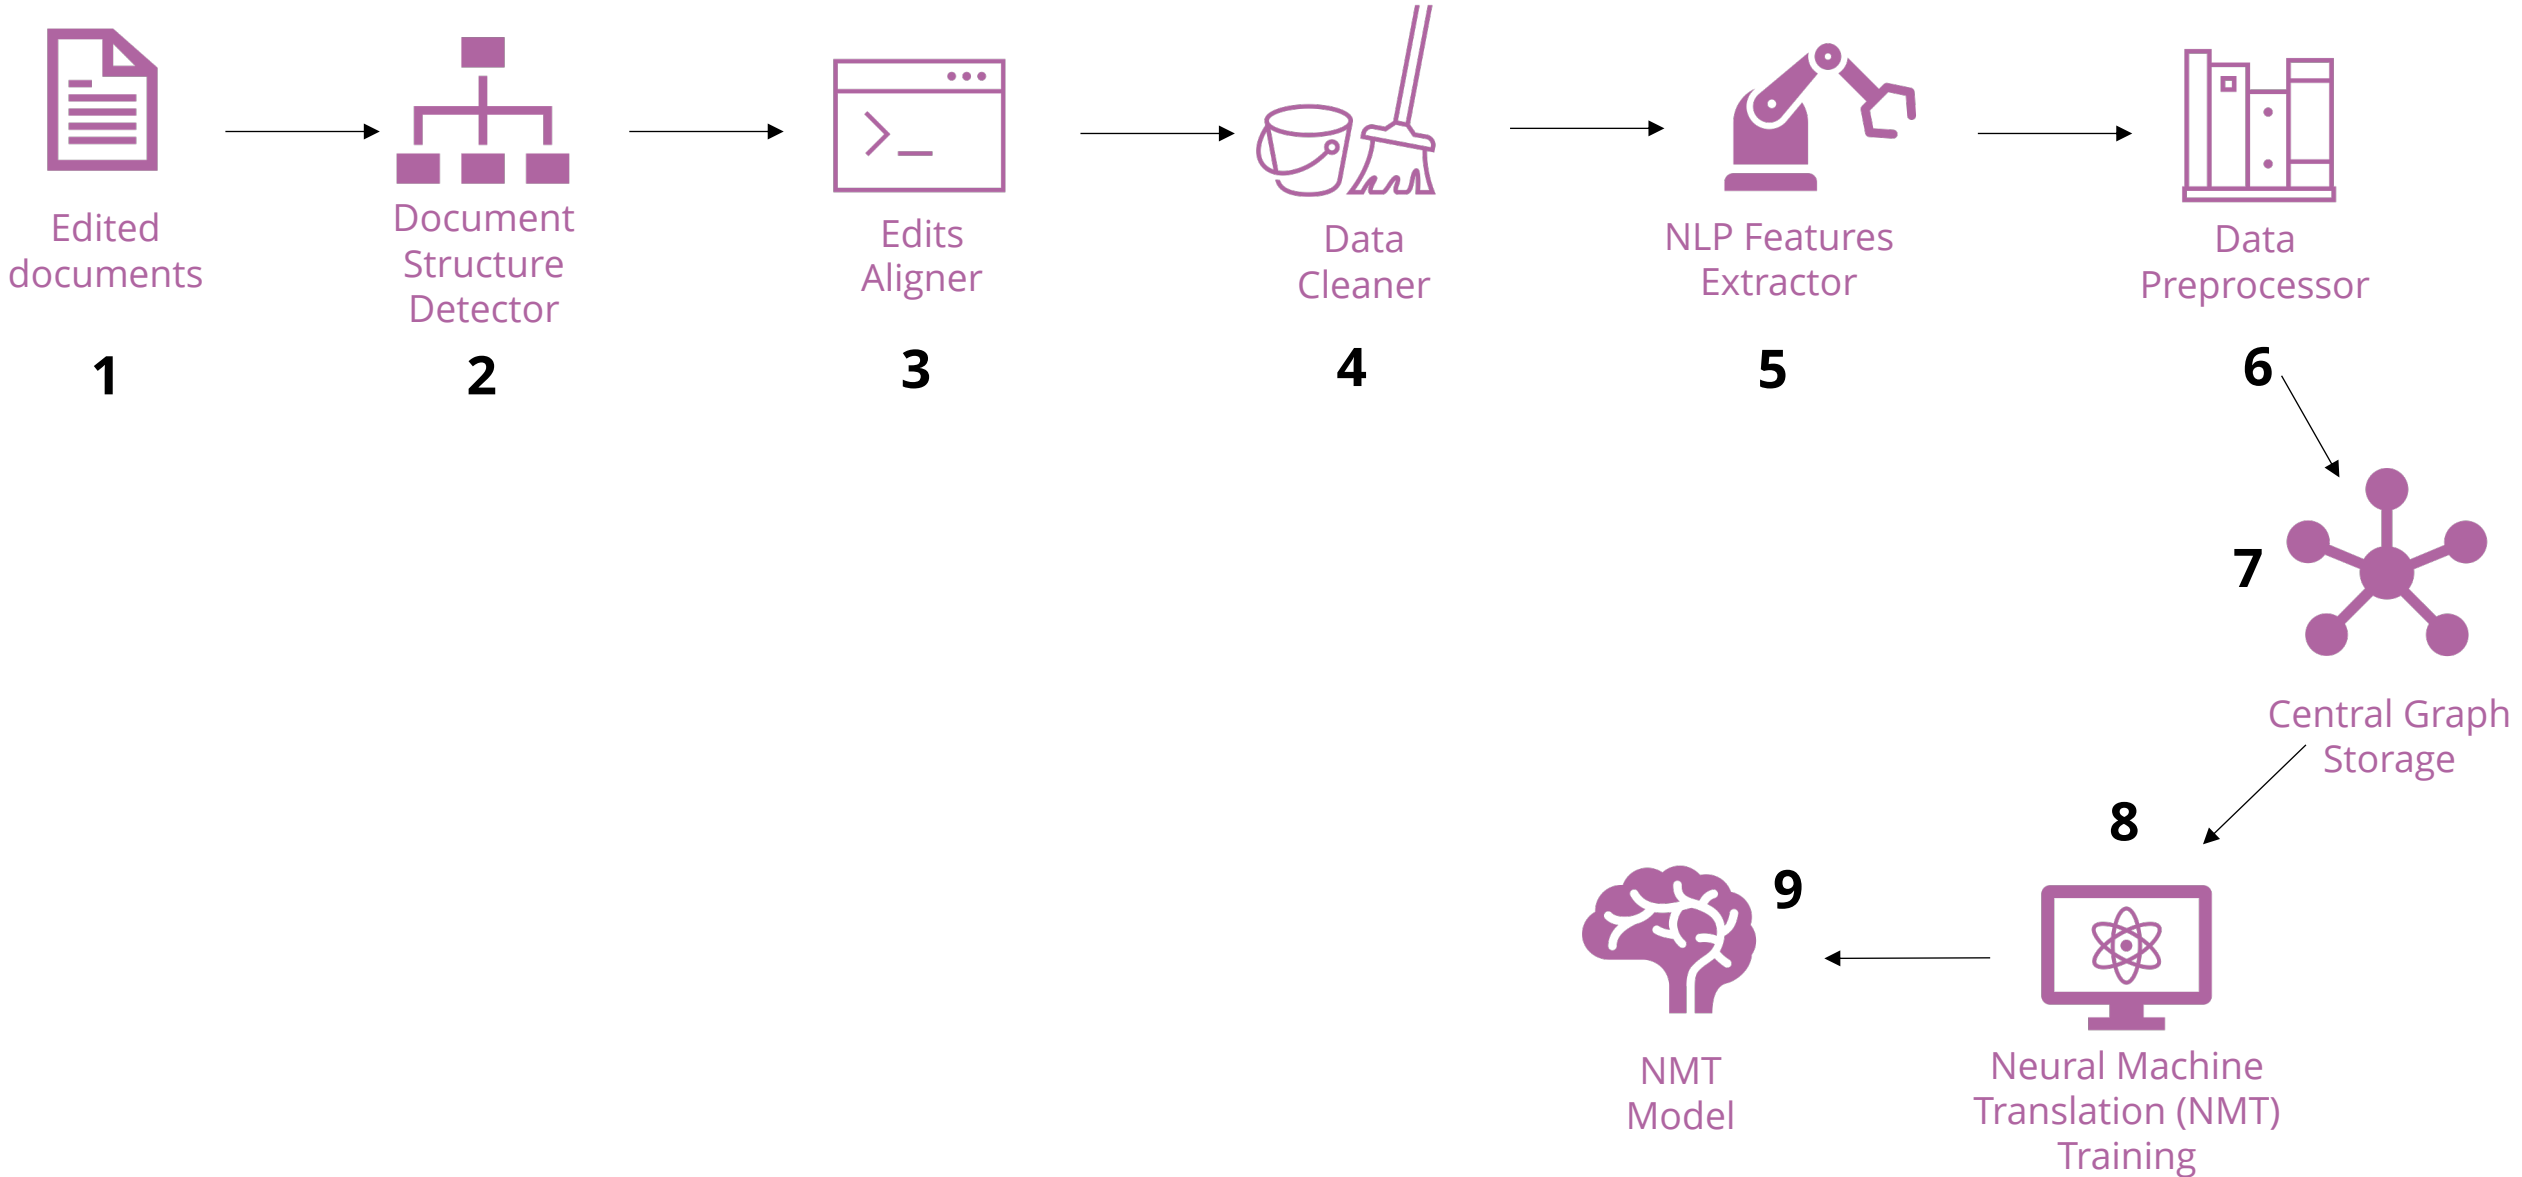 Edited
documents
1
Document
Structure
Detector
2
Edits
Aligner
3
Data
Cleaner
4
NLP Features
Extractor
5
Data
Preprocessor
6
7
Central Graph
Storage
8
Neural Machine
Translation (NMT)
Training
9
NMT
Model